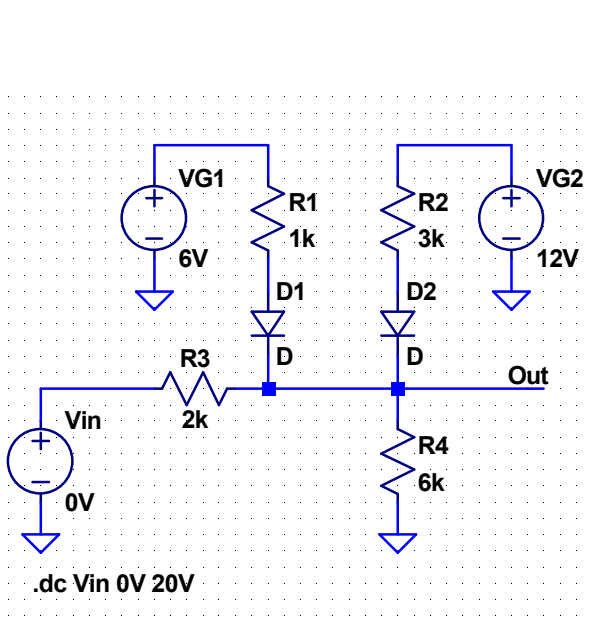 VG1
6V
R1
1k
R2
3k
VG2
12V
D1
D
D2
D
R3
2k
Out
Vin
0V
R4
6k
.dc Vin 0V 20V